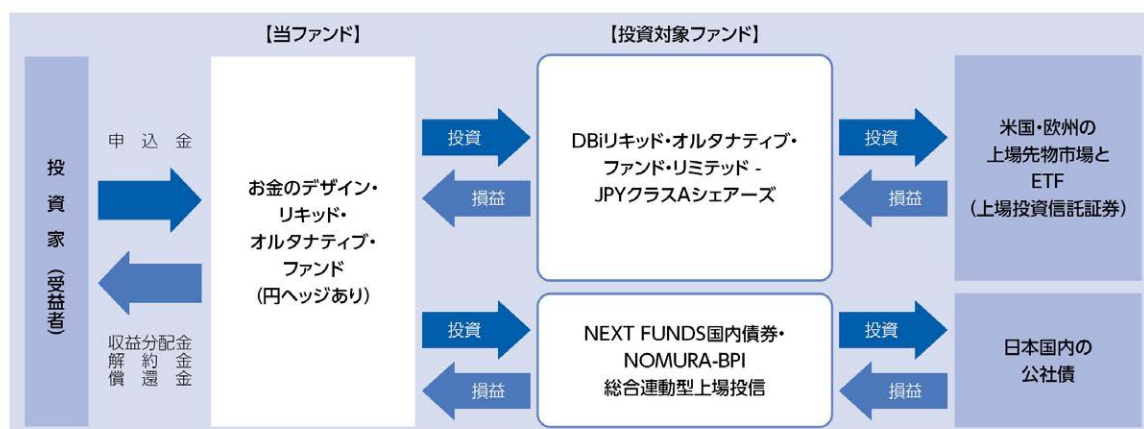 【当ファンド】
【投資対象ファンド】
投資家(受益者)
申込金
収益分配金
解約金
償還金
お金のデザイン・
リキッド・
オルタナティブ・
ファンド
(円ヘッジあり)
投資
損益
DBiリキッド・オルタナティブ・
ファンド・リミテッド -
JPYクラスAシェアーズ
投資
損益
米国・欧州の
上場先物市場と
ETF
(上場投資信託証券)
投資
損益
NEXT FUNDS国内債券・
NOMURA-BPI
総合連動型上場投信
投資
損益
日本国内の
公社債